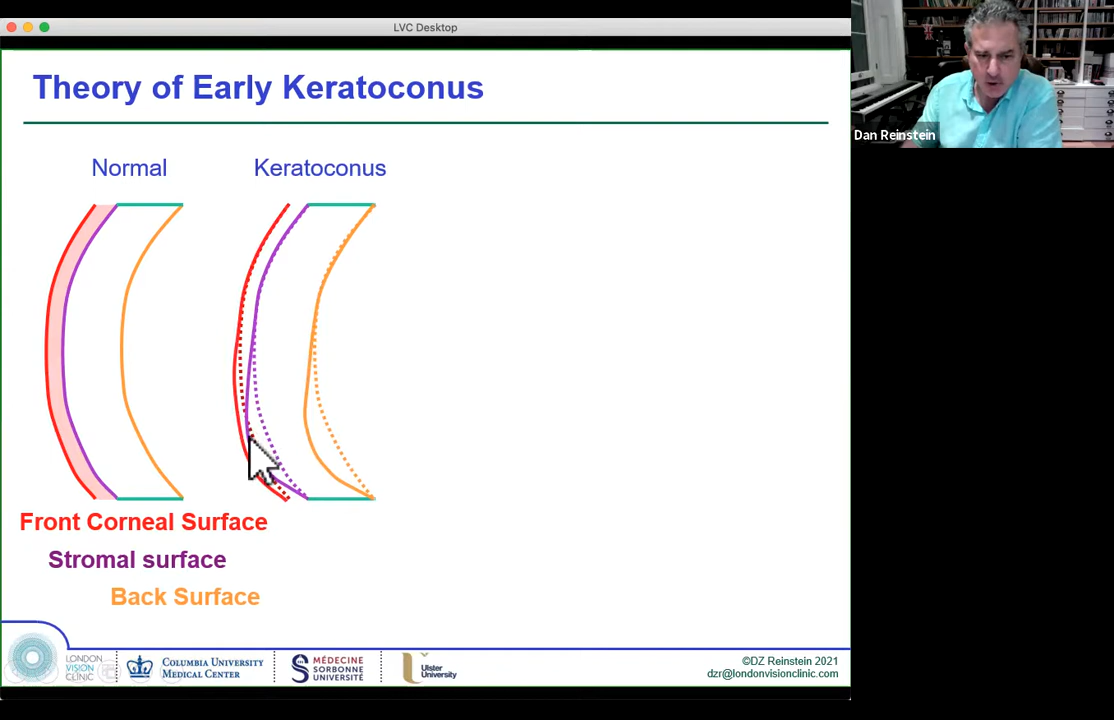 LVC Desktop
Theory of Early Keratoconus
Dan Reinstein
Normal
Keratoconus
Front Corneal Surface
Stromal surface
Back Surface
LONDON
VISION
CLINIC
COLUMBIA UNIVERSITY
MEDICAL CENTER
MÉDECINE
SORBONNE
UNIVERSITÉ
Ulster
University
©DZ Reinstein 2021
dzr@londonvisionclinic.com